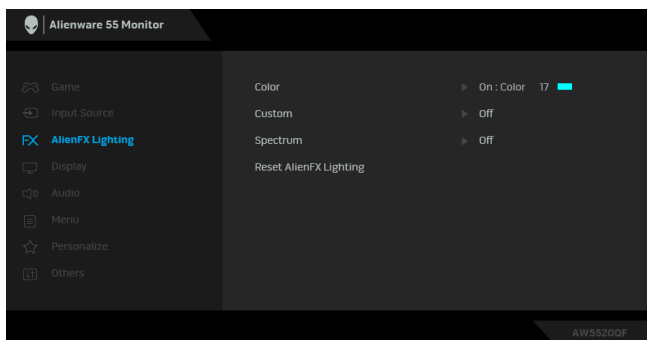 Alienware 55 Monitor
Game
Input Source
FX AlienFX Lighting
Display
Audio
Menu
Personalize
Others
Color On : Color 17
Custom Off
Spectrum Off
Reset AlienFX Lighting
AW5520QF